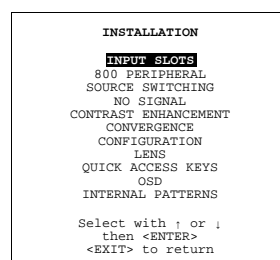 INSTALLATION
INPUT SLOTS
800 PERIPHERAL
SOURCE SWITCHING
NO SIGNAL
CONTRAST ENHANCEMENT
CONVERGENCE
CONFIGURATION
LENS
QUICK ACCESS KEYS
OSD
INTERNAL PATTERNS
Select with ↑ or ↓
then <ENTER>
<EXIT> to return